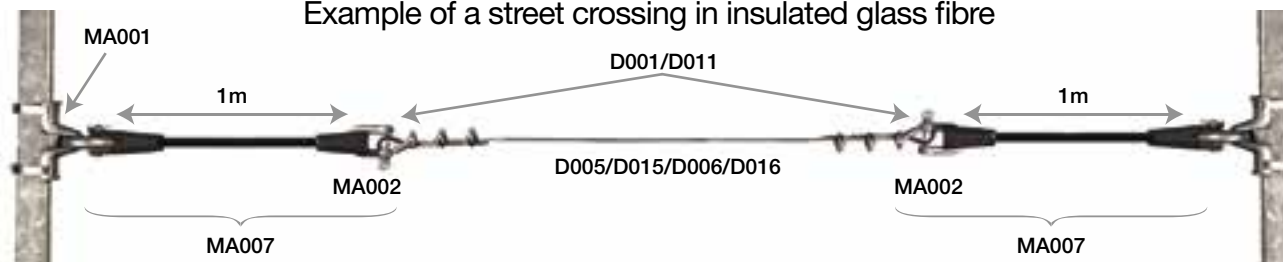 Example of a street crossing in insulated glass fibre
MA001
D001/D011
1m
1m
D005/D015/D006/D016
MA002
MA002
MA007
MA007